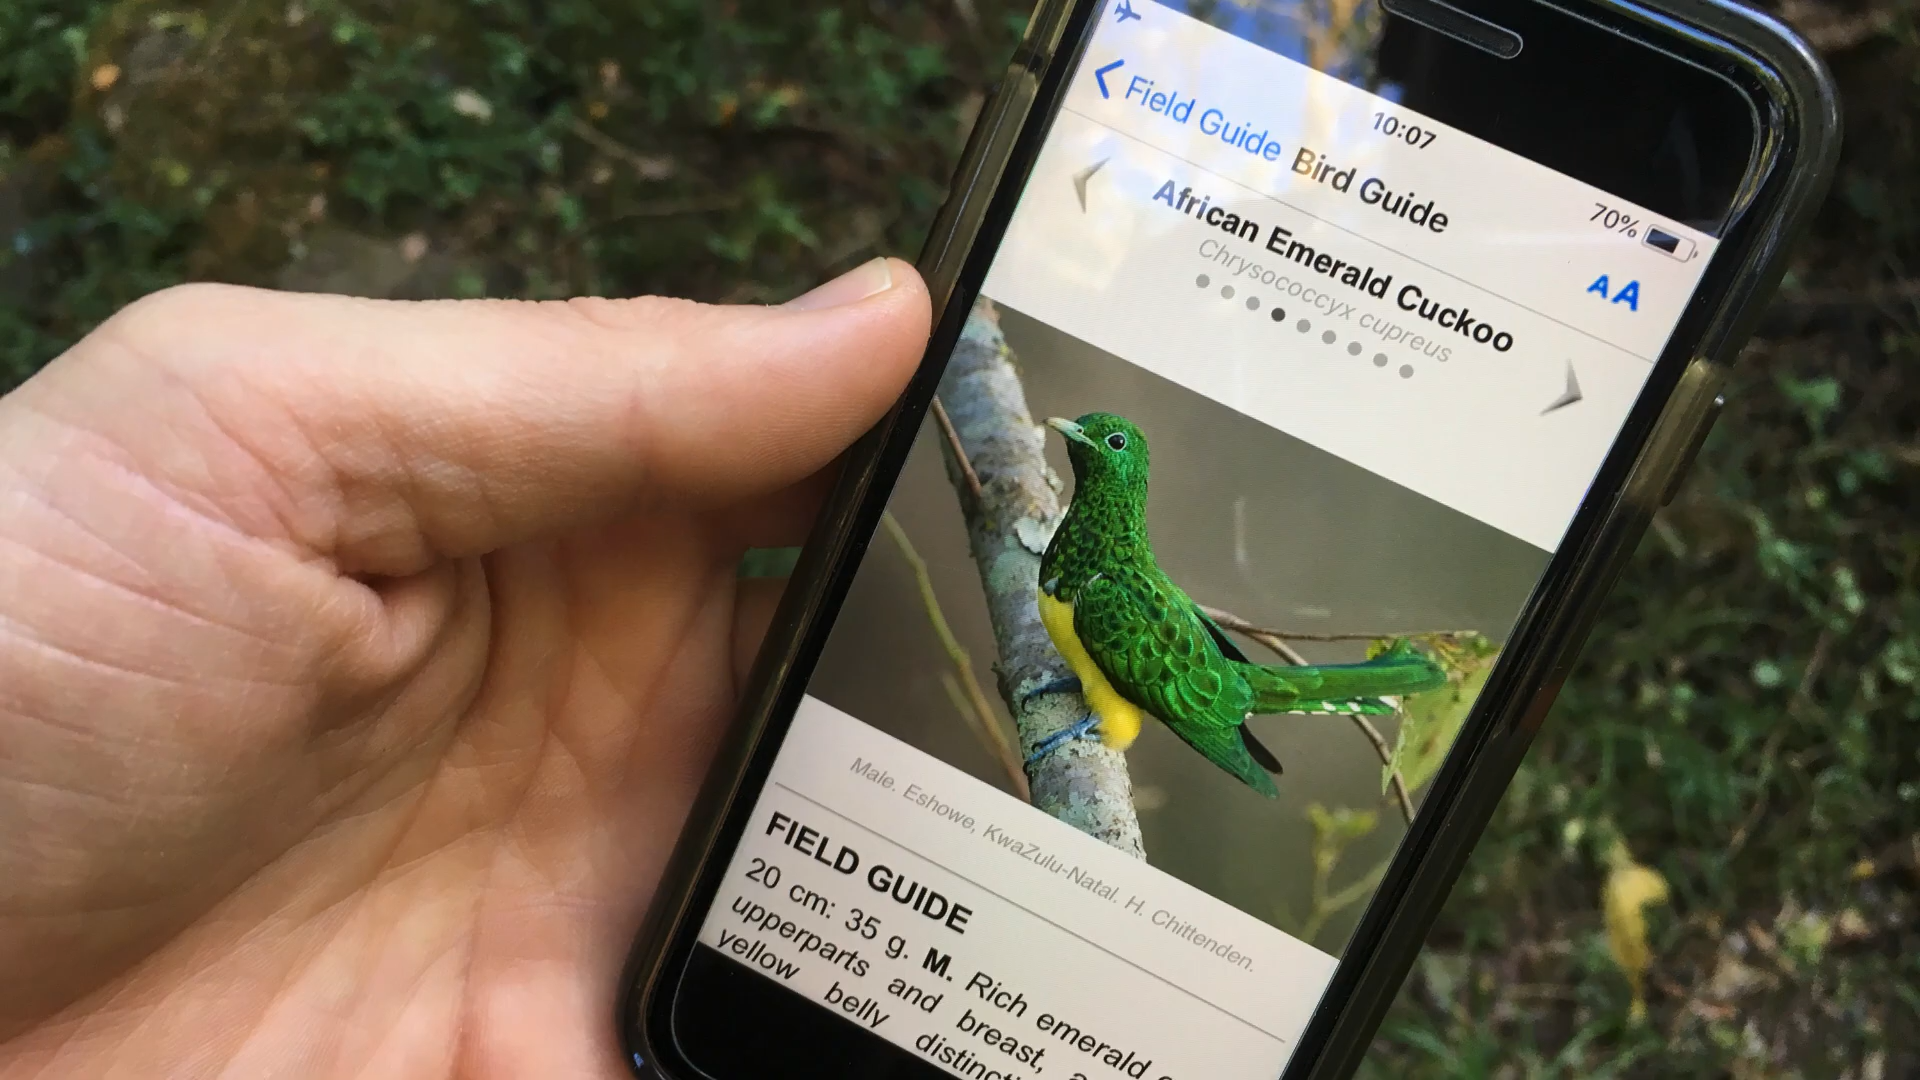 10:07
70%
Field Guide Bird Guide
AA
African Emerald Cuckoo
Chrysococcyx cupreus
Male. Eshowe, KwaZulu-Natal. H. Chittenden.
FIELD GUIDE
20 cm: 35 g. M. Rich emerald
upperparts and breast,
yellow belly